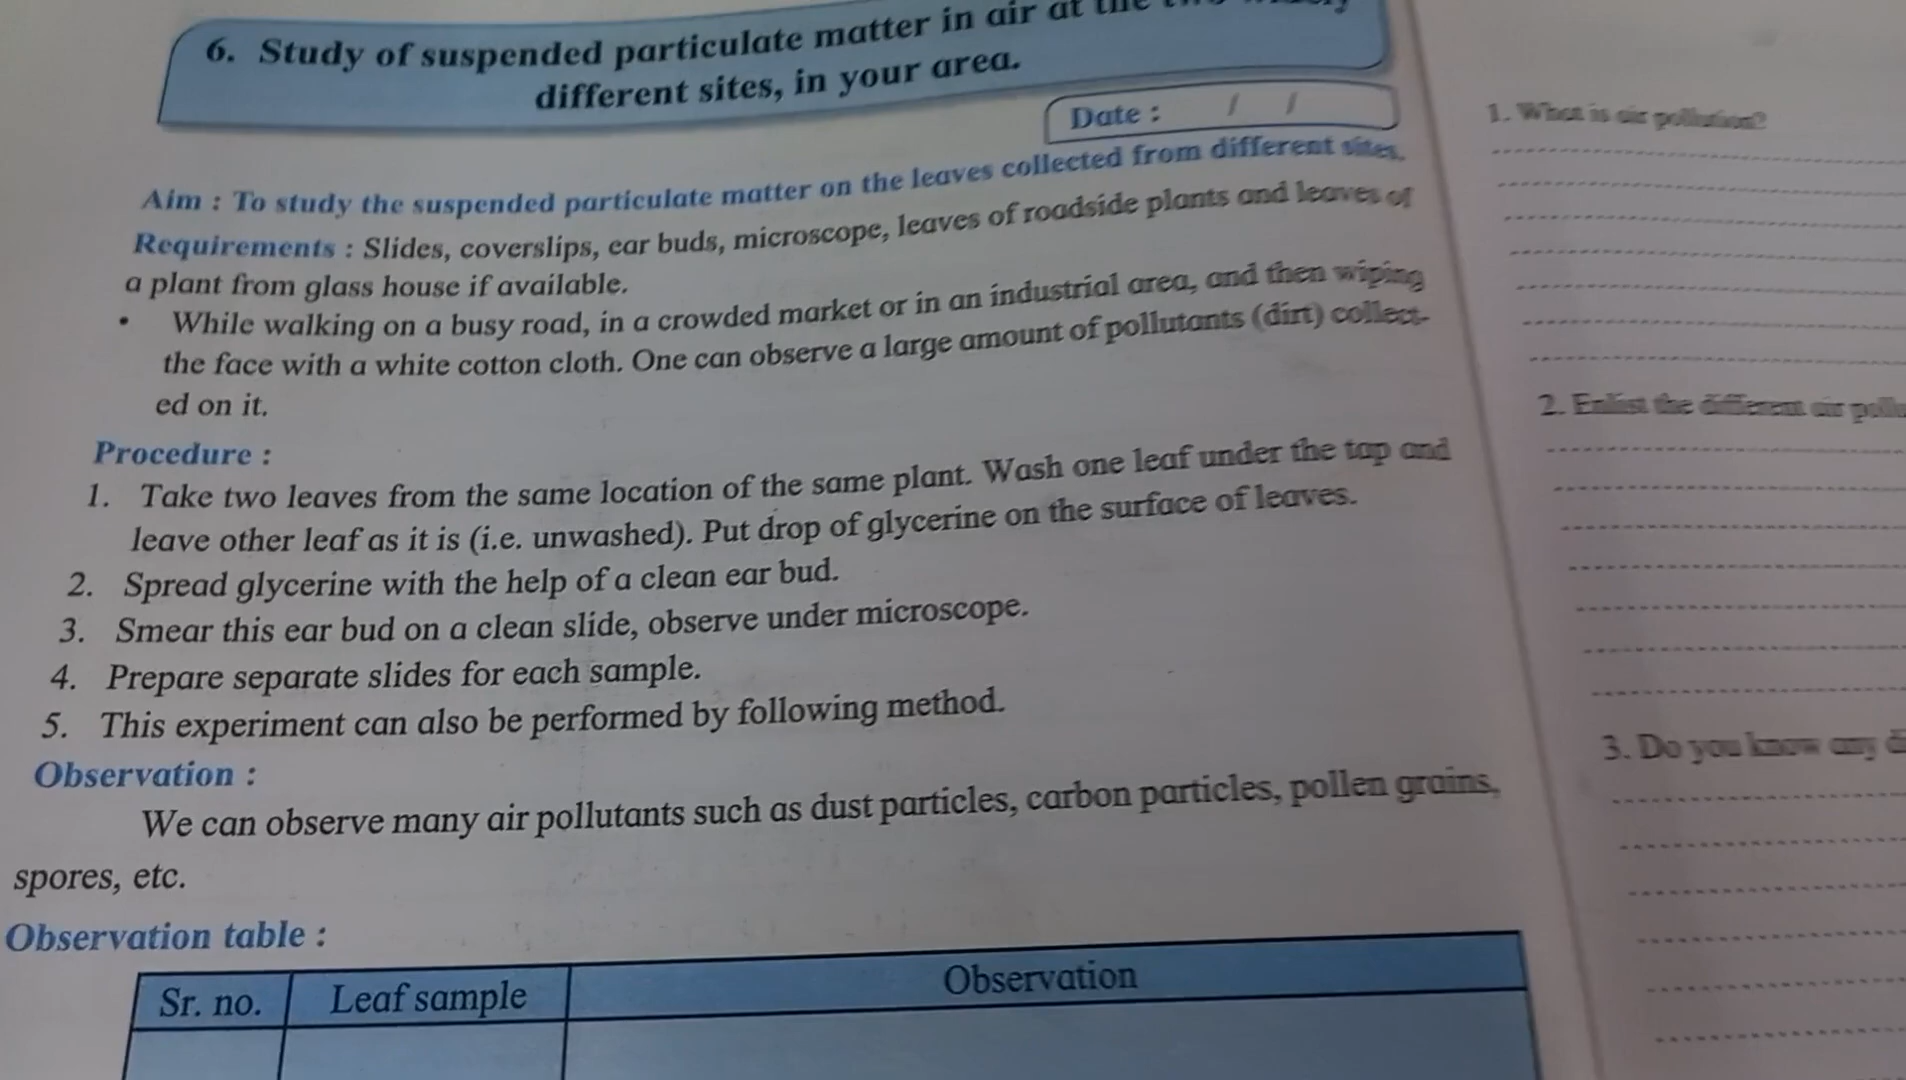 6. Study of suspended particulate matter in air at the two widely
different sites, in your area.
Date : / /
Aim : To study the suspended particulate matter on the leaves collected from different sites.
Requirements : Slides, coverslips, ear buds, microscope, leaves of roadside plants and leaves of
a plant from glass house if available.
• While walking on a busy road, in a crowded market or in an industrial area, and then wiping
the face with a white cotton cloth. One can observe a large amount of pollutants (dirt) collect-
ed on it.
Procedure :
1. Take two leaves from the same location of the same plant. Wash one leaf under the tap and
leave other leaf as it is (i.e. unwashed). Put drop of glycerine on the surface of leaves.
2. Spread glycerine with the help of a clean ear bud.
3. Smear this ear bud on a clean slide, observe under microscope.
4. Prepare separate slides for each sample.
5. This experiment can also be performed by following method.
Observation :
We can observe many air pollutants such as dust particles, carbon particles, pollen grains,
spores, etc.
Observation table :
Sr. no. Leaf sample Observation
1. What is air pollution?
2. Enlist the different air
3. Do you know any